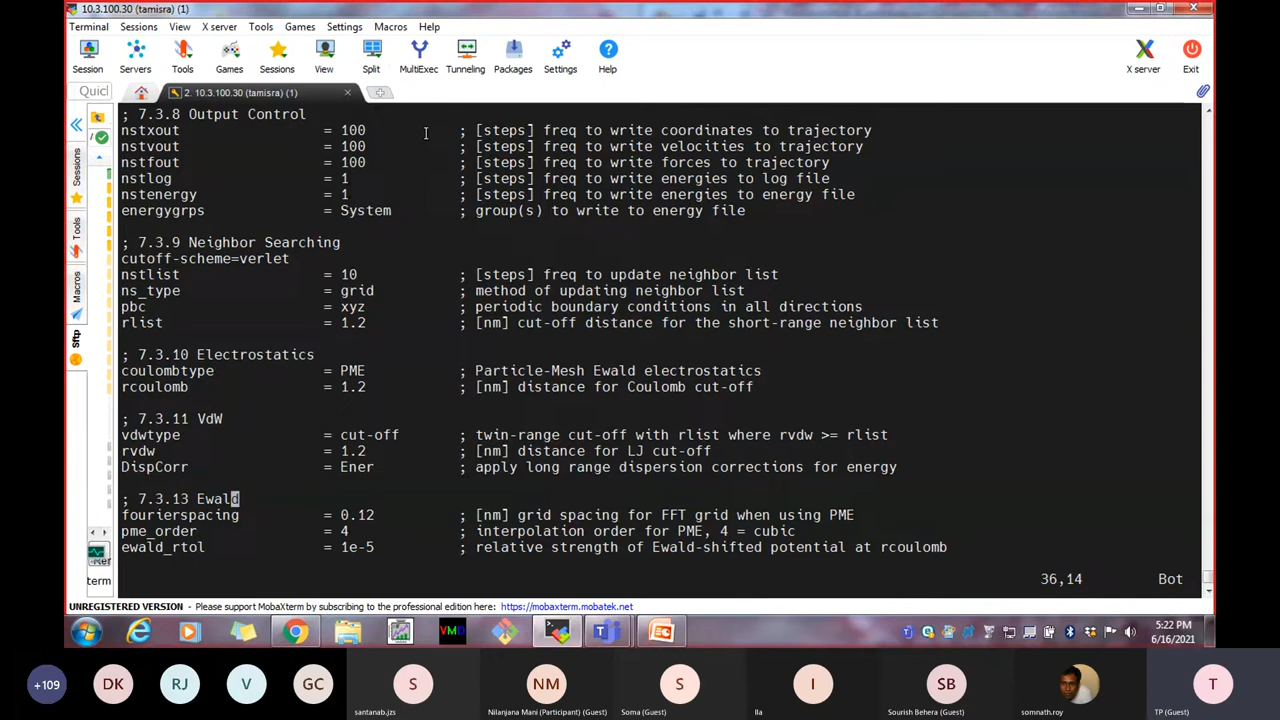 10.3.100.30 (tamisra) (1)
Terminal Sessions View X server Tools Games Settings Macros Help
Session Servers Tools Games Sessions View Split MultiExec Tunneling Packages Settings Help X server Exit
Quicl
2. 10.3.100.30 (tamisra) (1)
; 7.3.8 Output Control
nstxout = 100 ; [steps] freq to write coordinates to trajectory
nstvout = 100 ; [steps] freq to write velocities to trajectory
nstfout = 100 ; [steps] freq to write forces to trajectory
nstlog = 1 ; [steps] freq to write energies to log file
nstenergy = 1 ; [steps] freq to write energies to energy file
energygrps = System ; group(s) to write to energy file
; 7.3.9 Neighbor Searching
cutoff-scheme=verlet
nstlist = 10 ; [steps] freq to update neighbor list
ns_type = grid ; method of updating neighbor list
pbc = xyz ; periodic boundary conditions in all directions
rlist = 1.2 ; [nm] cut-off distance for the short-range neighbor list
; 7.3.10 Electrostatics
coulombtype = PME ; Particle-Mesh Ewald electrostatics
rcoulomb = 1.2 ; [nm] distance for Coulomb cut-off
; 7.3.11 VdW
vdwtype = cut-off ; twin-range cut-off with rlist where rvdw >= rlist
rvdw = 1.2 ; [nm] distance for LJ cut-off
DispCorr = Ener ; apply long range dispersion corrections for energy
; 7.3.13 Ewald
fourierspacing = 0.12 ; [nm] grid spacing for FFT grid when using PME
pme_order = 4 ; interpolation order for PME, 4 = cubic
ewald_rtol = 1e-5 ; relative strength of Ewald-shifted potential at rcoulomb
36,14 Bot
Sessions
Tools
Macros
Sftp
term
UNREGISTERED VERSION - Please support MobaXterm by subscribing to the professional edition here: https://mobaxterm.mobatek.net
VMD
5:22 PM
6/16/2021
+109 DK RJ V GC S NM S I SB T
santanab.jzs Nilanjana Mani (Participant) (Guest) Soma (Guest) Ila Sourish Behera (Guest) somnath.roy TP (Guest)